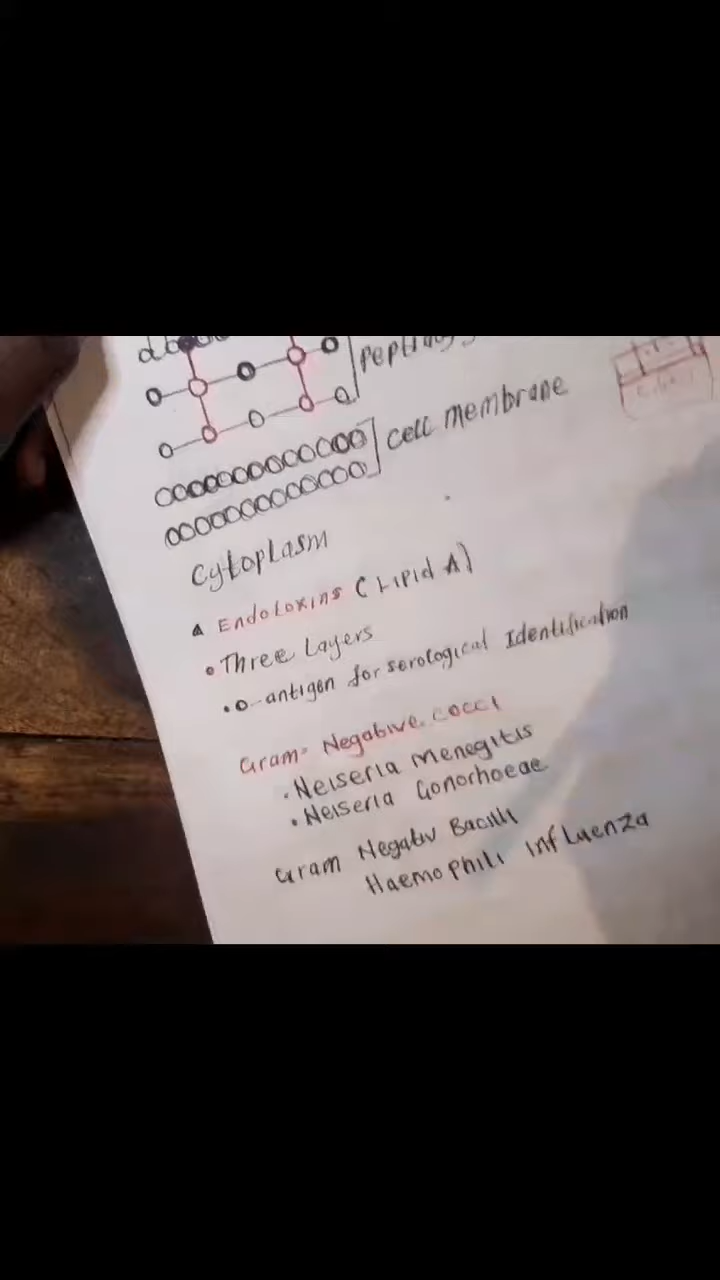 cell membrane
cytoplasm
Endotoxins (Lipid A)
• Three Layers
• O-antigen for serological Identification
Gram- Negative cocci
• Neiseria menegitis
• Neiseria Gonorhoeae
Gram Negativ Bacilli
Haemophili Influenza